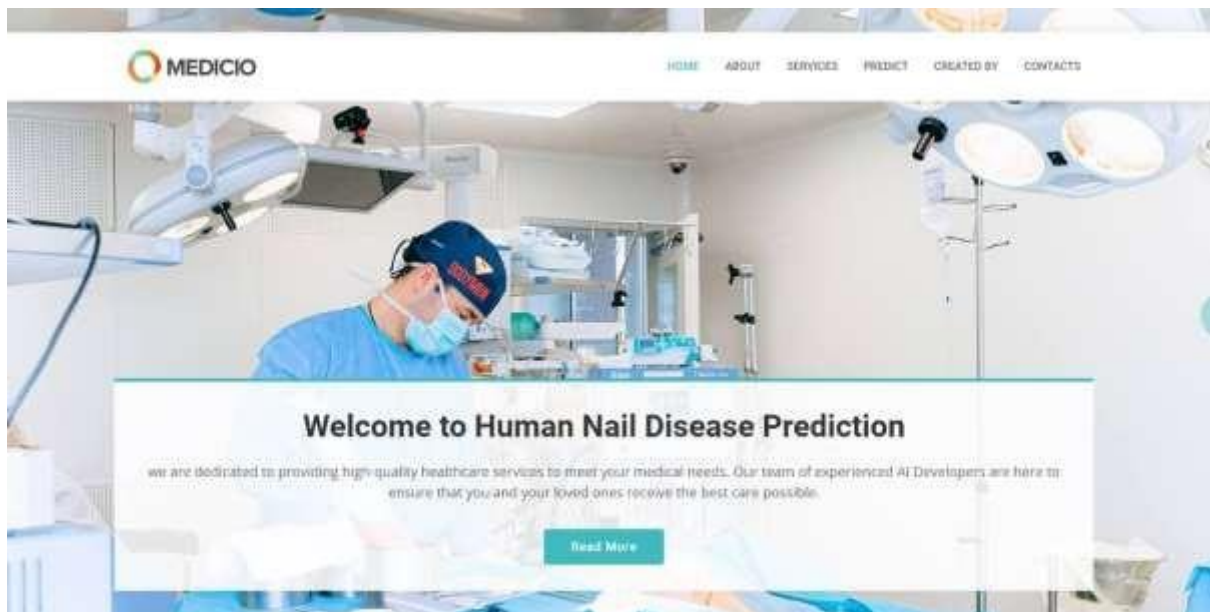 MEDICIO
HOME ABOUT SERVICES PREDICT CREATED BY CONTACTS
Welcome to Human Nail Disease Prediction
we are dedicated to providing high-quality healthcare services to meet your medical needs. Our team of experienced AI Developers are here to
ensure that you and your loved ones receive the best care possible.
Read More